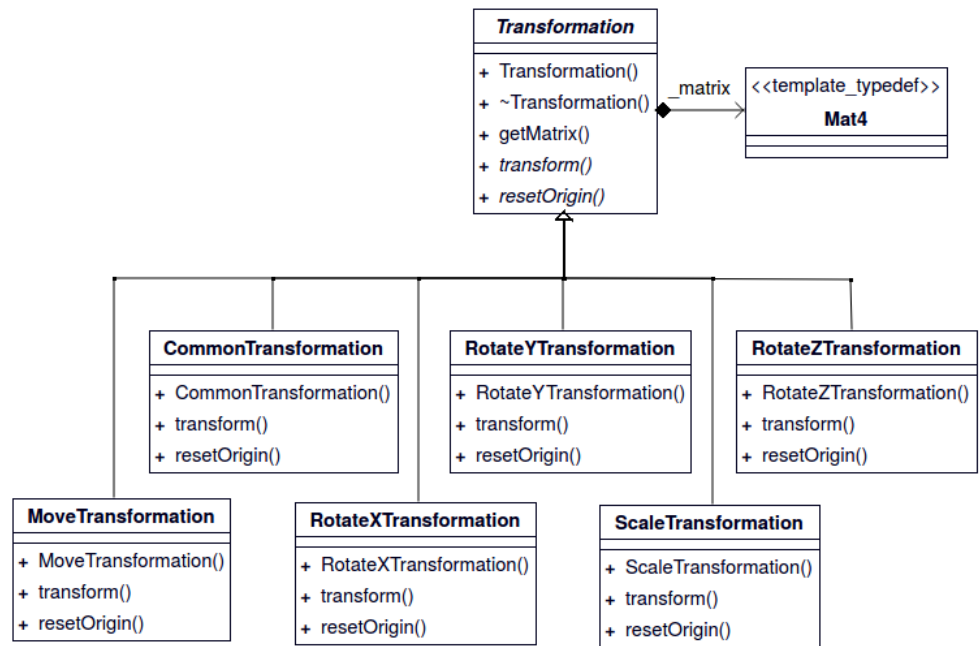 Transformation
+ Transformation()
+ ~Transformation()
+ getMatrix()
+ transform()
+ resetOrigin()
_matrix
<<template_typedef>>
Mat4
CommonTransformation
+ CommonTransformation()
+ transform()
+ resetOrigin()
RotateYTransformation
+ RotateYTransformation()
+ transform()
+ resetOrigin()
RotateZTransformation
+ RotateZTransformation()
+ transform()
+ resetOrigin()
MoveTransformation
+ MoveTransformation()
+ transform()
+ resetOrigin()
RotateXTransformation
+ RotateXTransformation()
+ transform()
+ resetOrigin()
ScaleTransformation
+ ScaleTransformation()
+ transform()
+ resetOrigin()